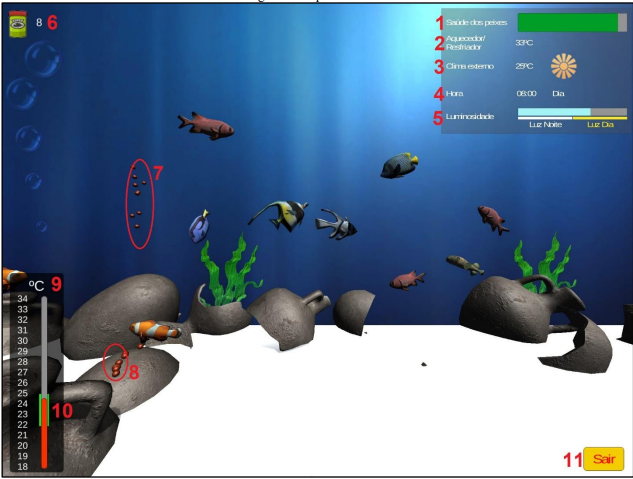 8 6
1 Saúde dos peixes
2 Aquecedor/
Resfriador 33ºC
3 Clima externo 25ºC
4 Hora 06:00 Dia
5 Luminosidade
Luz Noite Luz Dia
7
ºC 9
34
33
32
31
30
29
28
27
26
25
24
23
22
21
20
19
18
8
10
11 Sair